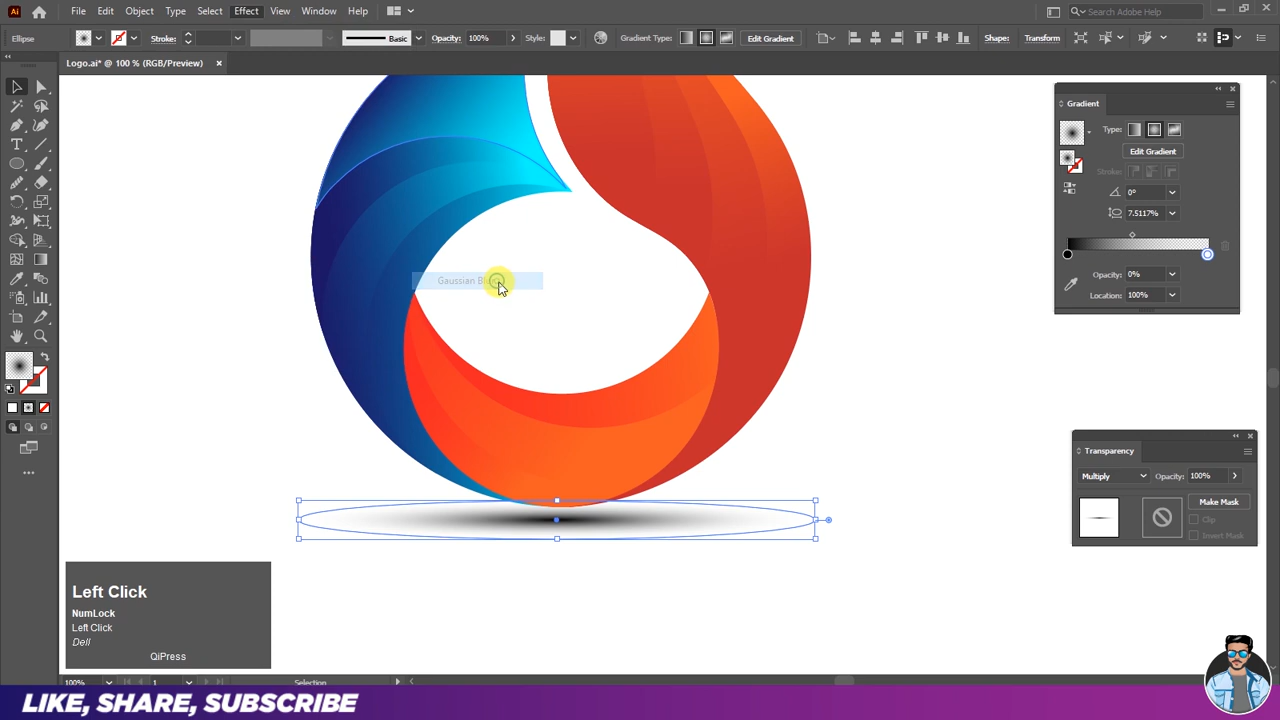 Ai
File Edit Object Type Select Effect View Window Help
Search Adobe Help
Ellipse Stroke: Basic Opacity: 100% Style: Gradient Type: Edit Gradient Shape: Transform
Logo.ai* @ 100 % (RGB/Preview)
Gradient
Type:
Edit Gradient
Stroke:
0°
7.5117%
Opacity: 0%
Location: 100%
Gaussian Blur...
Transparency
Multiply Opacity: 100%
Make Mask
Clip
Invert Mask
Left Click
NumLock
Left Click
Dell
QiPress
100% 1 Selection
LIKE, SHARE, SUBSCRIBE